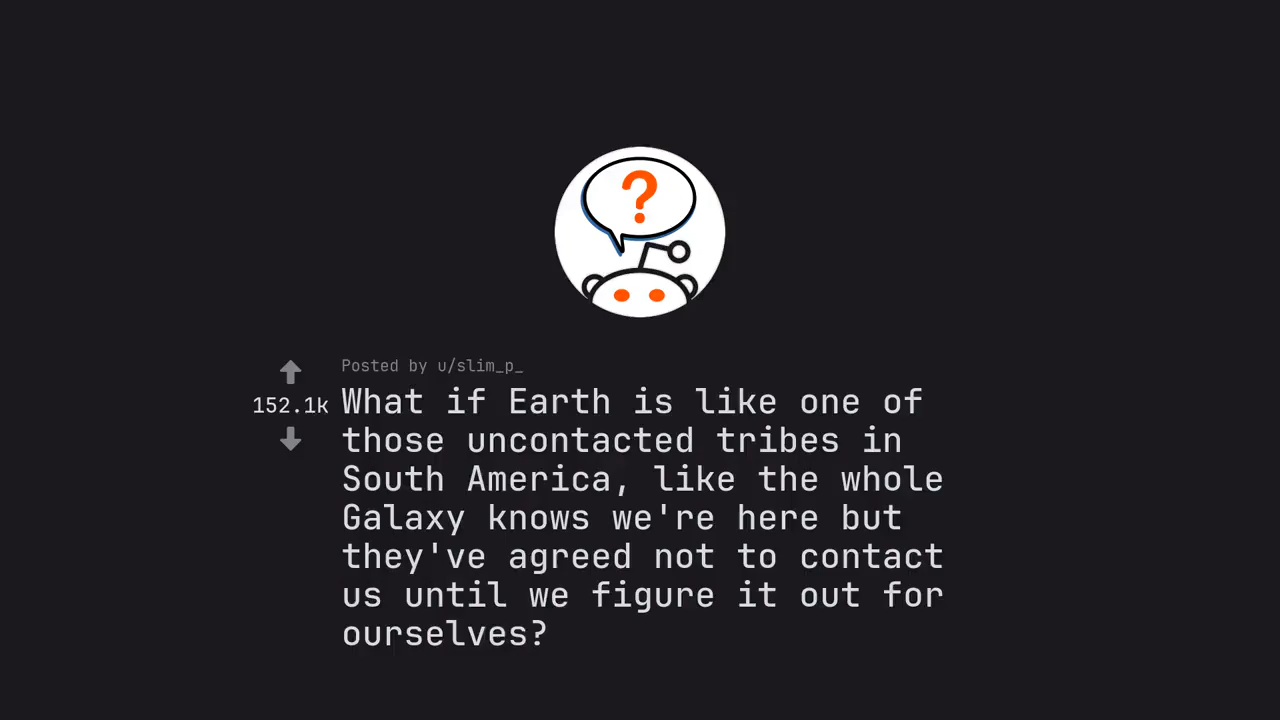 ?
Posted by u/slim_p_
152.1k
What if Earth is like one of
those uncontacted tribes in
South America, like the whole
Galaxy knows we're here but
they've agreed not to contact
us until we figure it out for
ourselves?